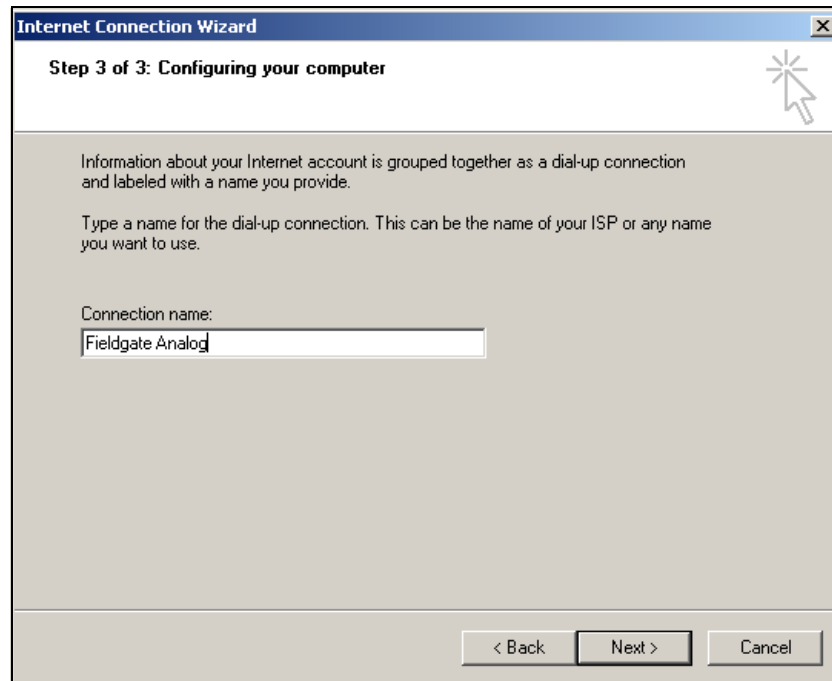 Internet Connection Wizard
Step 3 of 3: Configuring your computer
Information about your Internet account is grouped together as a dial-up connection
and labeled with a name you provide.
Type a name for the dial-up connection. This can be the name of your ISP or any name
you want to use.
Connection name:
Fieldgate Analog
< Back Next > Cancel